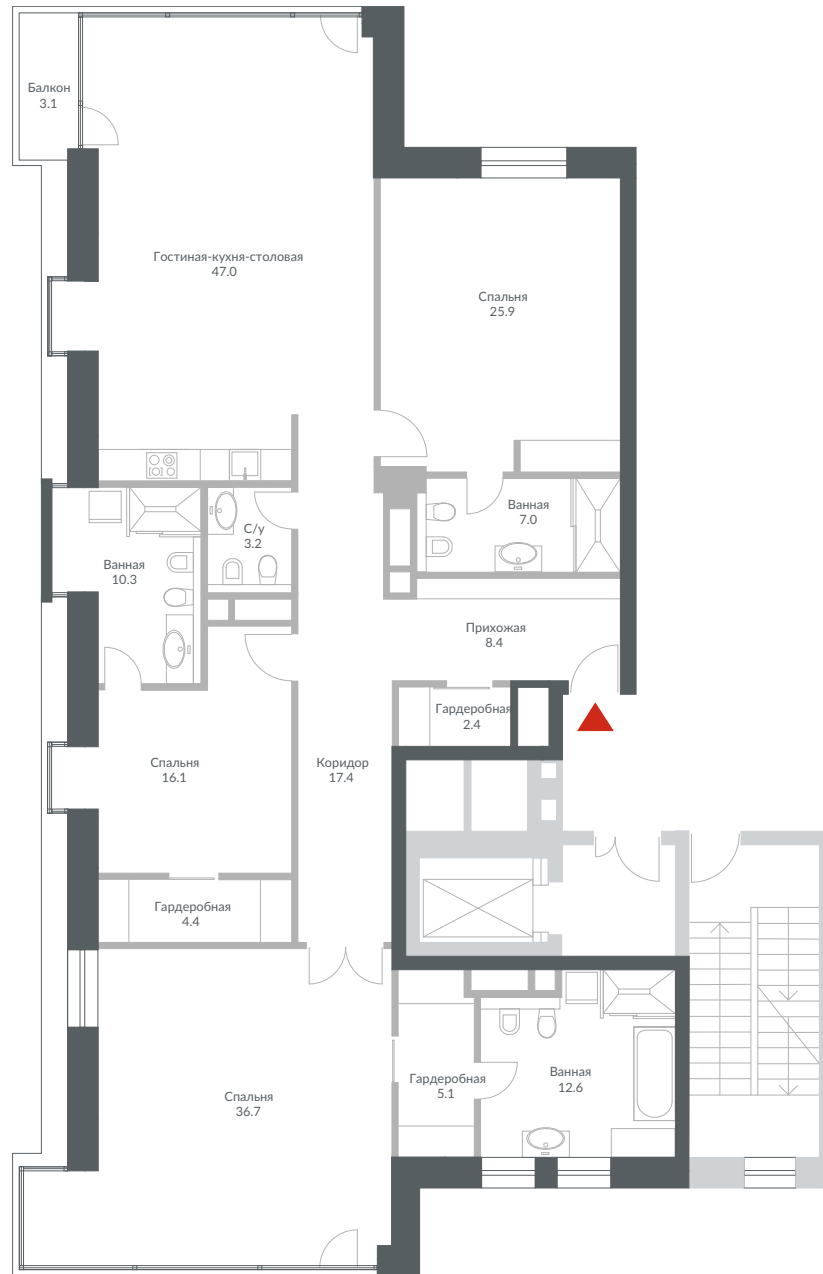 Балкон
3.1
Гостиная-кухня-столовая
47.0
Спальня
25.9
Ванная
7.0
С/у
3.2
Ванная
10.3
Прихожая
8.4
Гардеробная
2.4
Спальня
16.1
Коридор
17.4
Гардеробная
4.4
Спальня
36.7
Гардеробная
5.1
Ванная
12.6